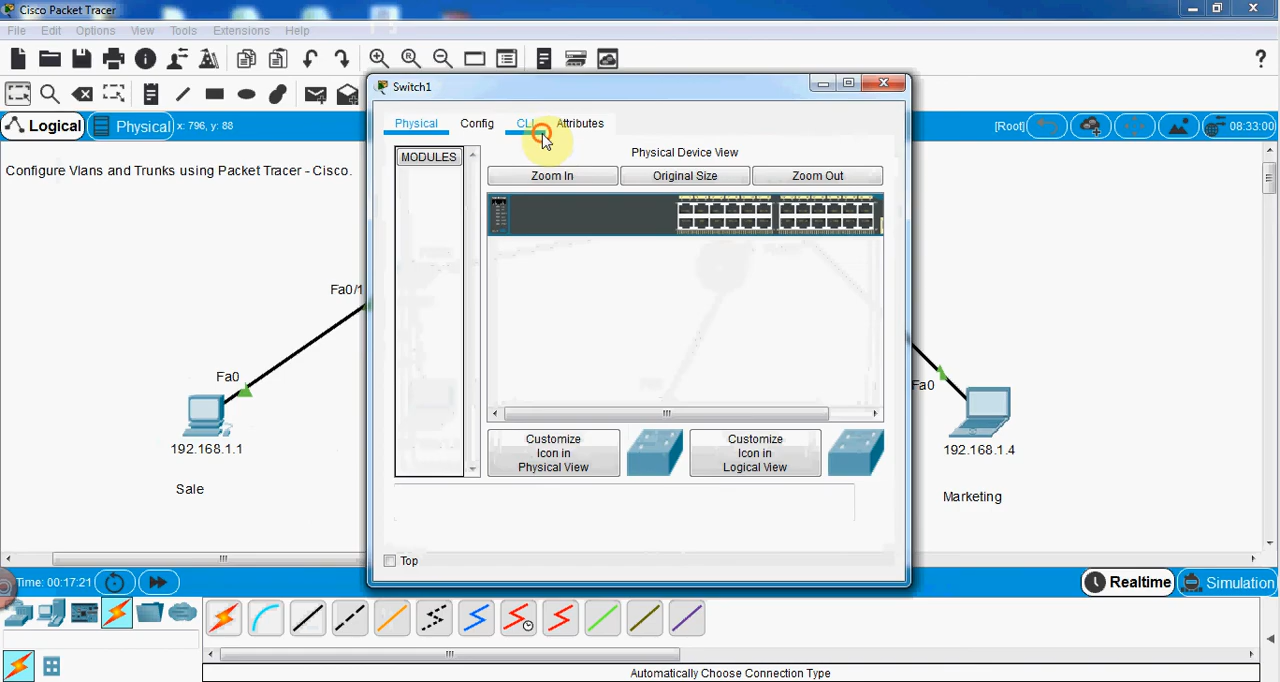 Cisco Packet Tracer
File Edit Options View Tools Extensions Help
Switch1
Logical Physical x: 796, y: 88 [Root] 08:33:00
Physical Config CLI Attributes
MODULES
Physical Device View
Zoom In Original Size Zoom Out
Configure Vlans and Trunks using Packet Tracer - Cisco.
Fa0/1
Fa0
192.168.1.1
Sale
Fa0
192.168.1.4
Marketing
Customize
Icon in
Physical View
Customize
Icon in
Logical View
Top
Time: 00:17:21 Realtime Simulation
Automatically Choose Connection Type